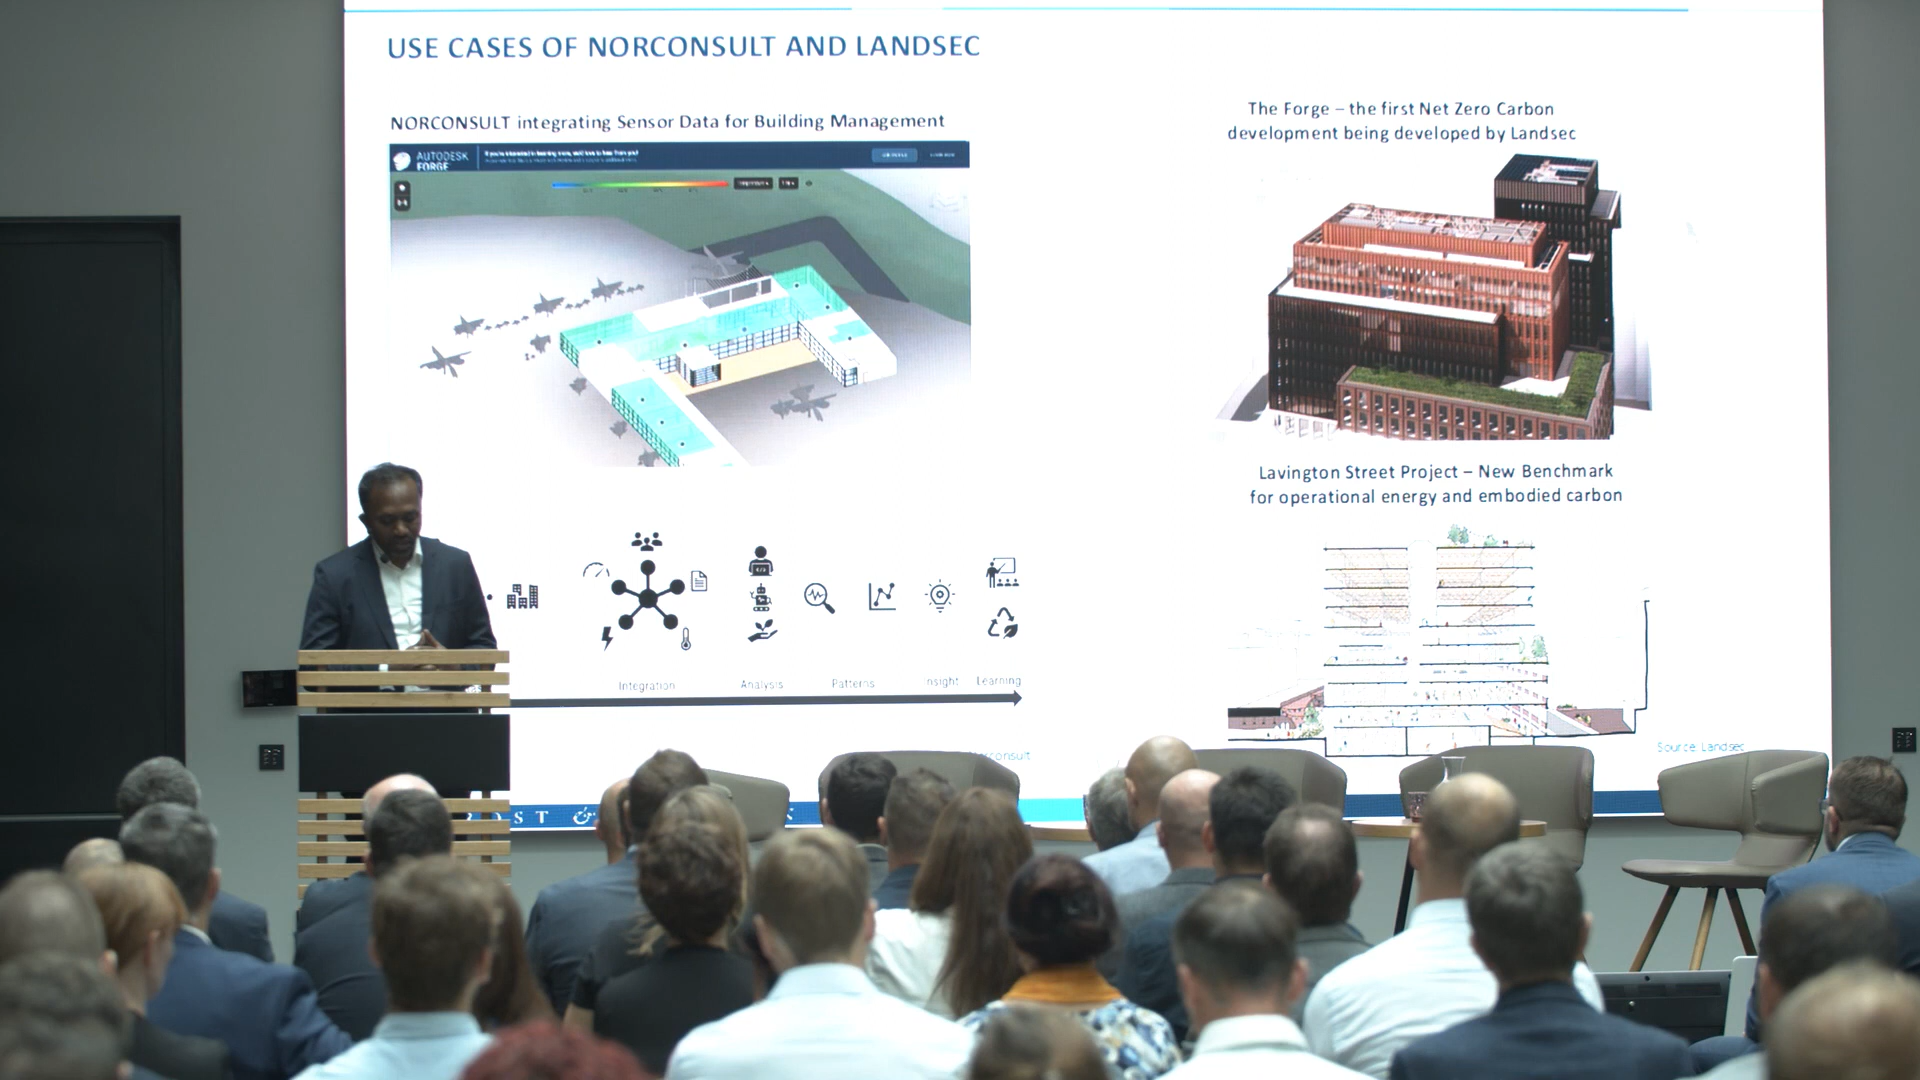 USE CASES OF NORCONSULT AND LANDSEC
NORCONSULT integrating Sensor Data for Building Management
AUTODESK
FORGE
The Forge – the first Net Zero Carbon
development being developed by Landsec
Lavington Street Project – New Benchmark
for operational energy and embodied carbon
Integration
Analysis
Patterns
nsight
Learning
Source: Landsec